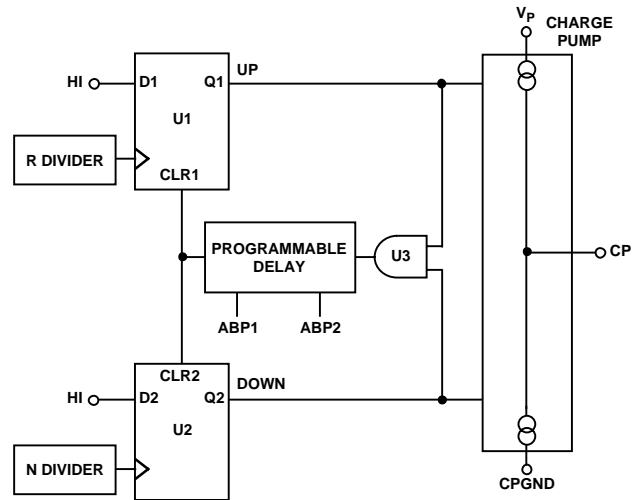 VP
CHARGE
PUMP
UP
HI
D1
Q1
U1
R DIVIDER
CLR1
PROGRAMMABLE
DELAY
U3
CP
ABP1
ABP2
CLR2
DOWN
HI
D2
Q2
U2
N DIVIDER
CPGND